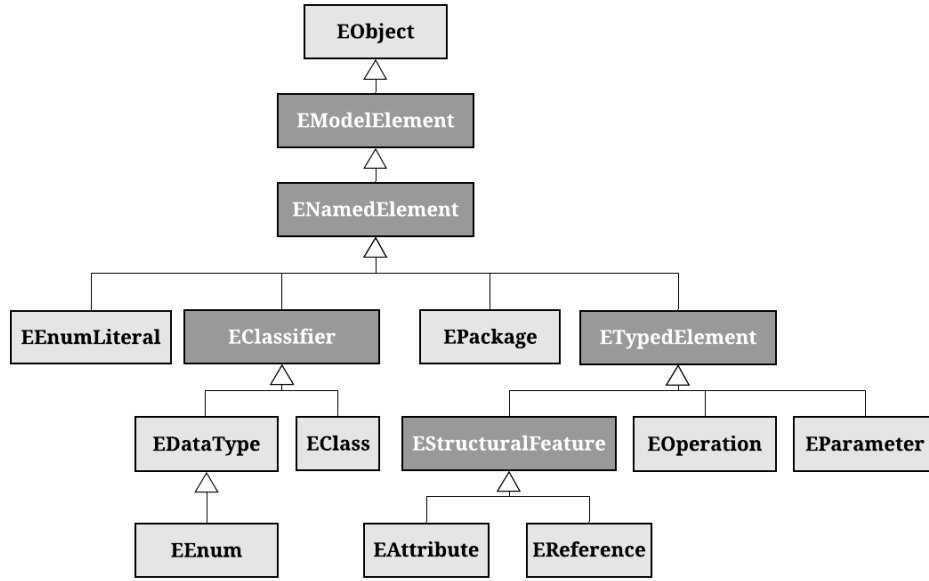 EObject
EModelElement
ENamedElement
EEnumLiteral
EClassifier
EPackage
ETypedElement
EDataType
EClass
EStructuralFeature
EOperation
EParameter
EEnum
EAttribute
EReference